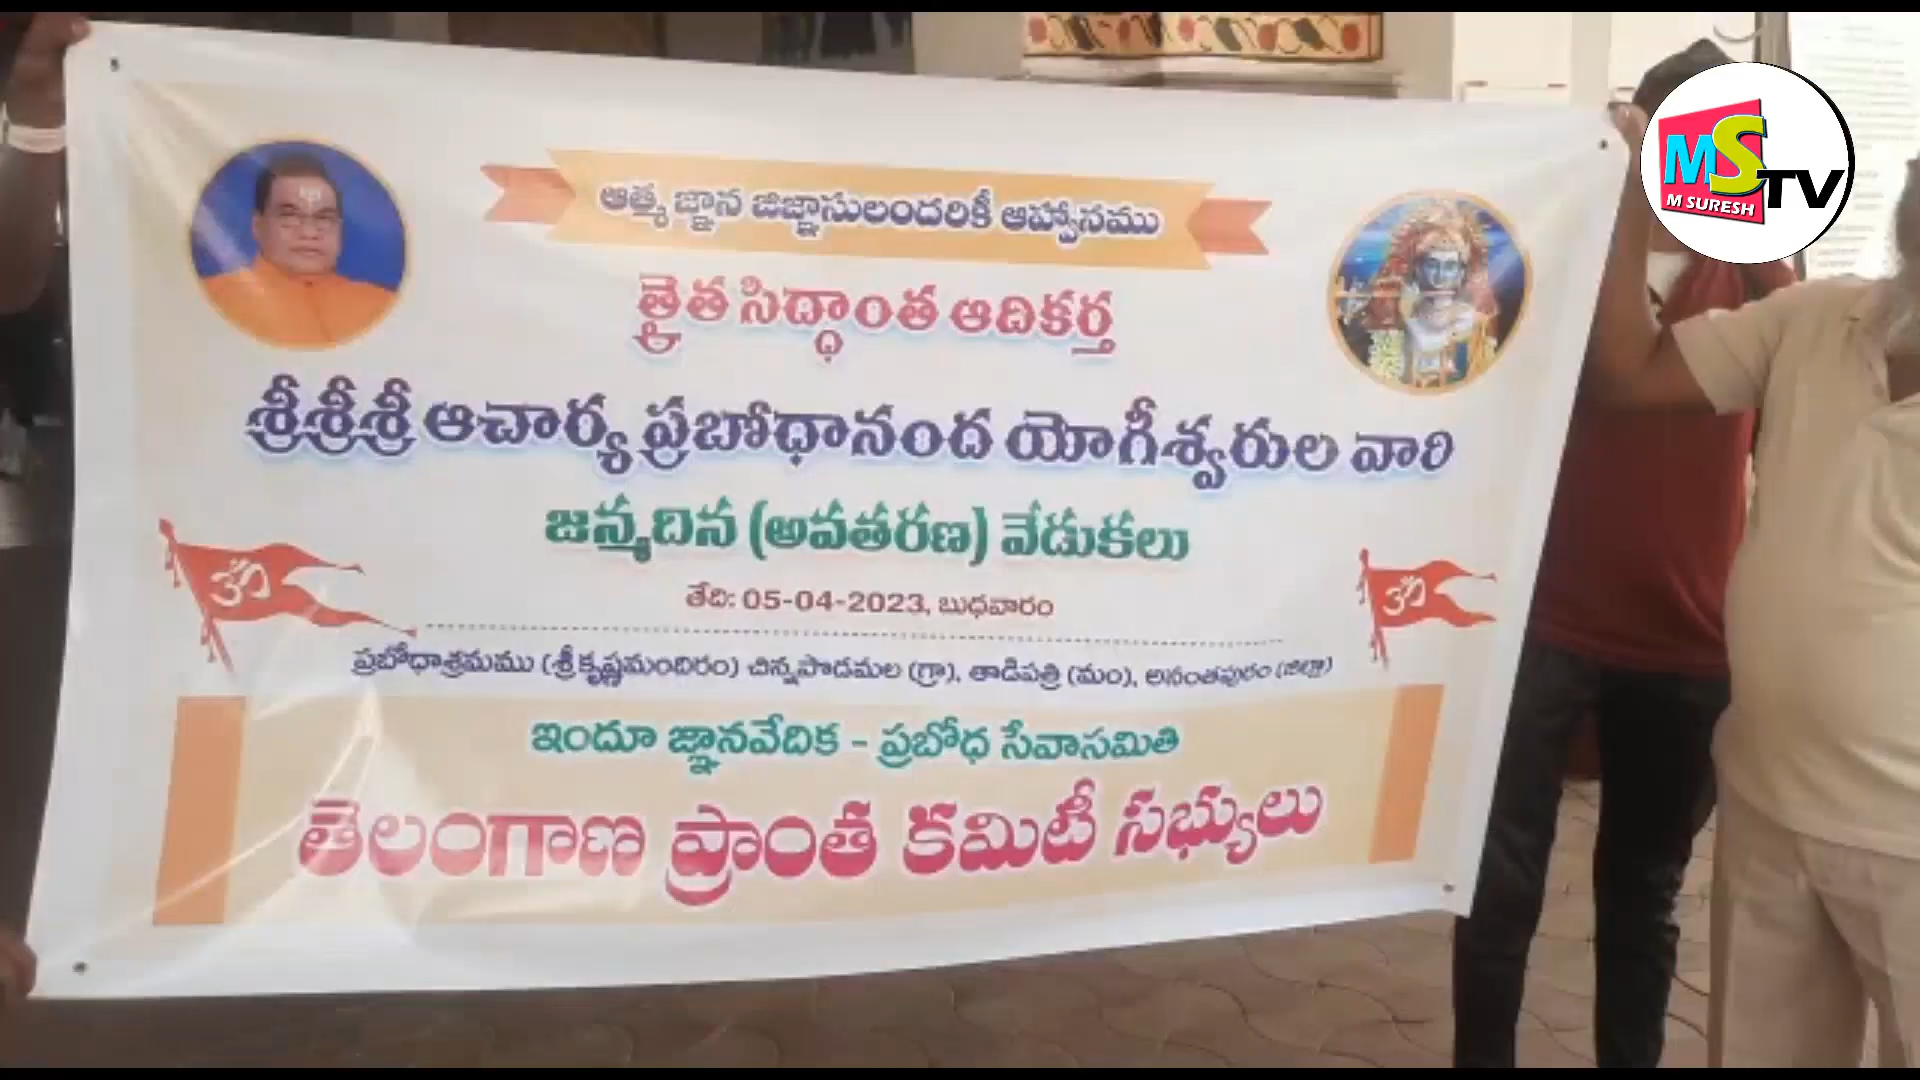 ఆత్మ జ్ఞాన జిజ్ఞాసులందరికీ ఆహ్వానము
త్రైత సిద్ధాంత ఆదికర్త
శ్రీశ్రీశ్రీ ఆచార్య ప్రబోధానంద యోగీశ్వరుల వారి
జన్మదిన (అవతరణ) వేడుకలు
తేది: 05-04-2023, బుధవారం
ప్రబోధాశ్రమము (శ్రీకృష్ణమందిరం) చిన్నపొడమల (గ్రా), తాడిపత్రి (మం), అనంతపురం (జిల్లా)
ఇందూ జ్ఞానవేదిక - ప్రబోధ సేవాసమితి
తెలంగాణ ప్రాంత కమిటీ సభ్యులు
ॐ
ॐ
MS TV
M SURESH